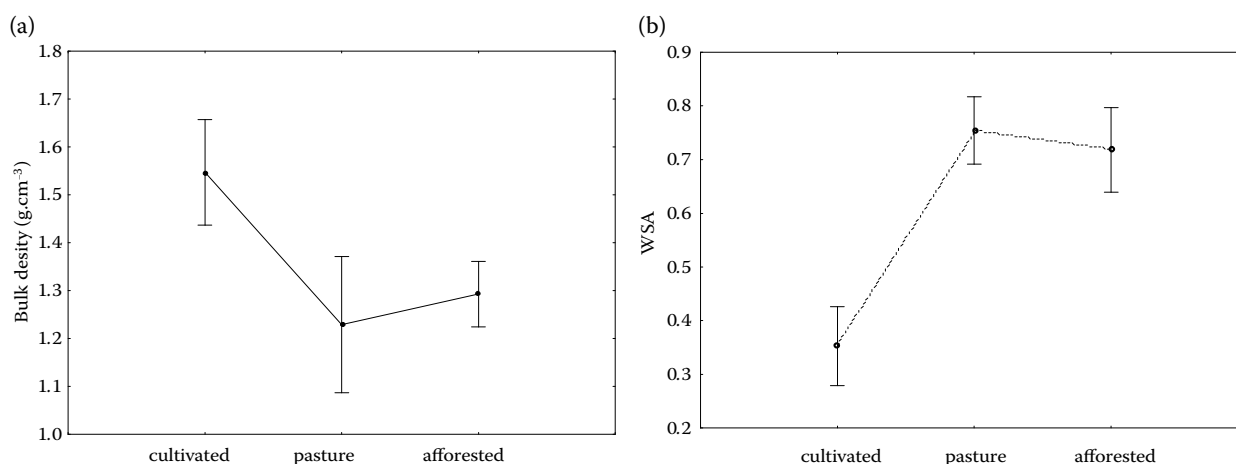 (a)
1.8
1.7
1.6
1.5
1.4
1.3
1.2
1.1
1.0
Bulk desity (g.cm⁻³)
cultivated pasture afforested
(b)
0.9
0.8
0.7
0.6
0.5
0.4
0.3
0.2
WSA
cultivated pasture afforested